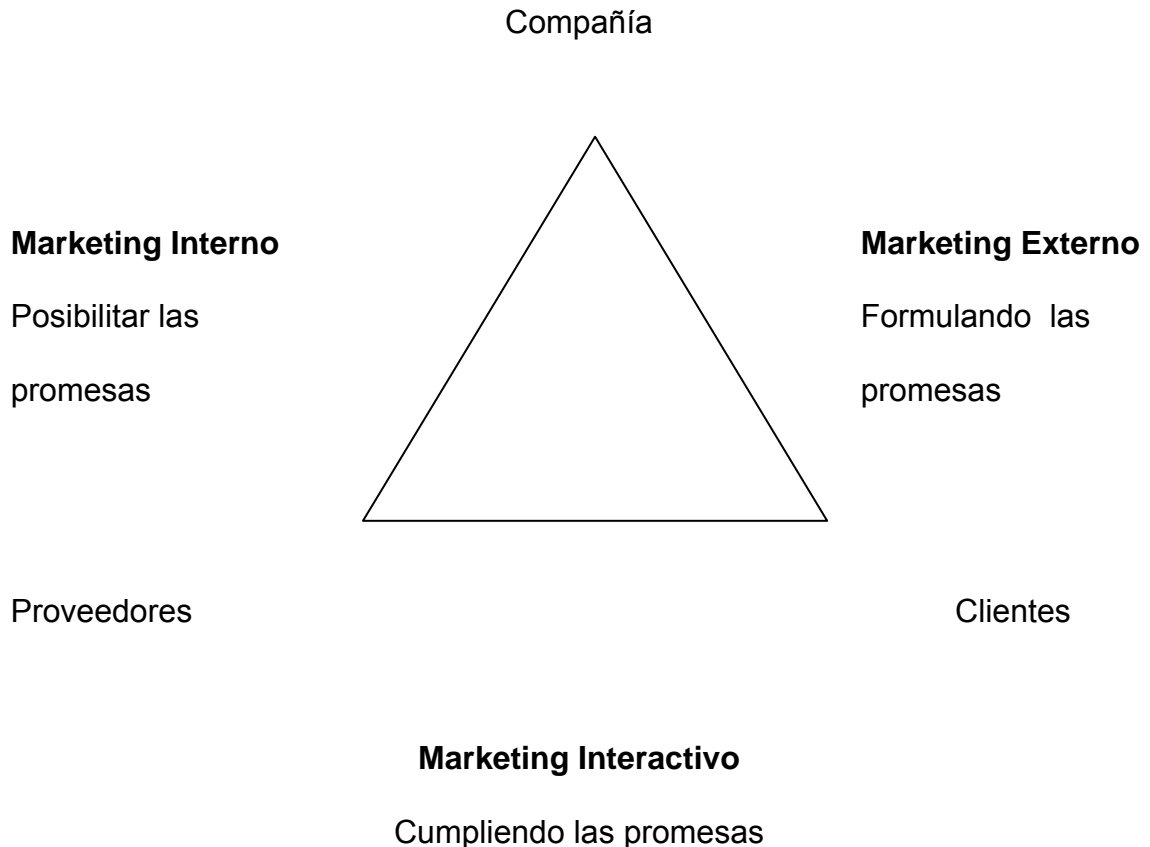 Compañía
Marketing Interno
Marketing Externo
Posibilitar las
Formulando las
promesas
promesas
Proveedores
Clientes
Marketing Interactivo
Cumpliendo las promesas